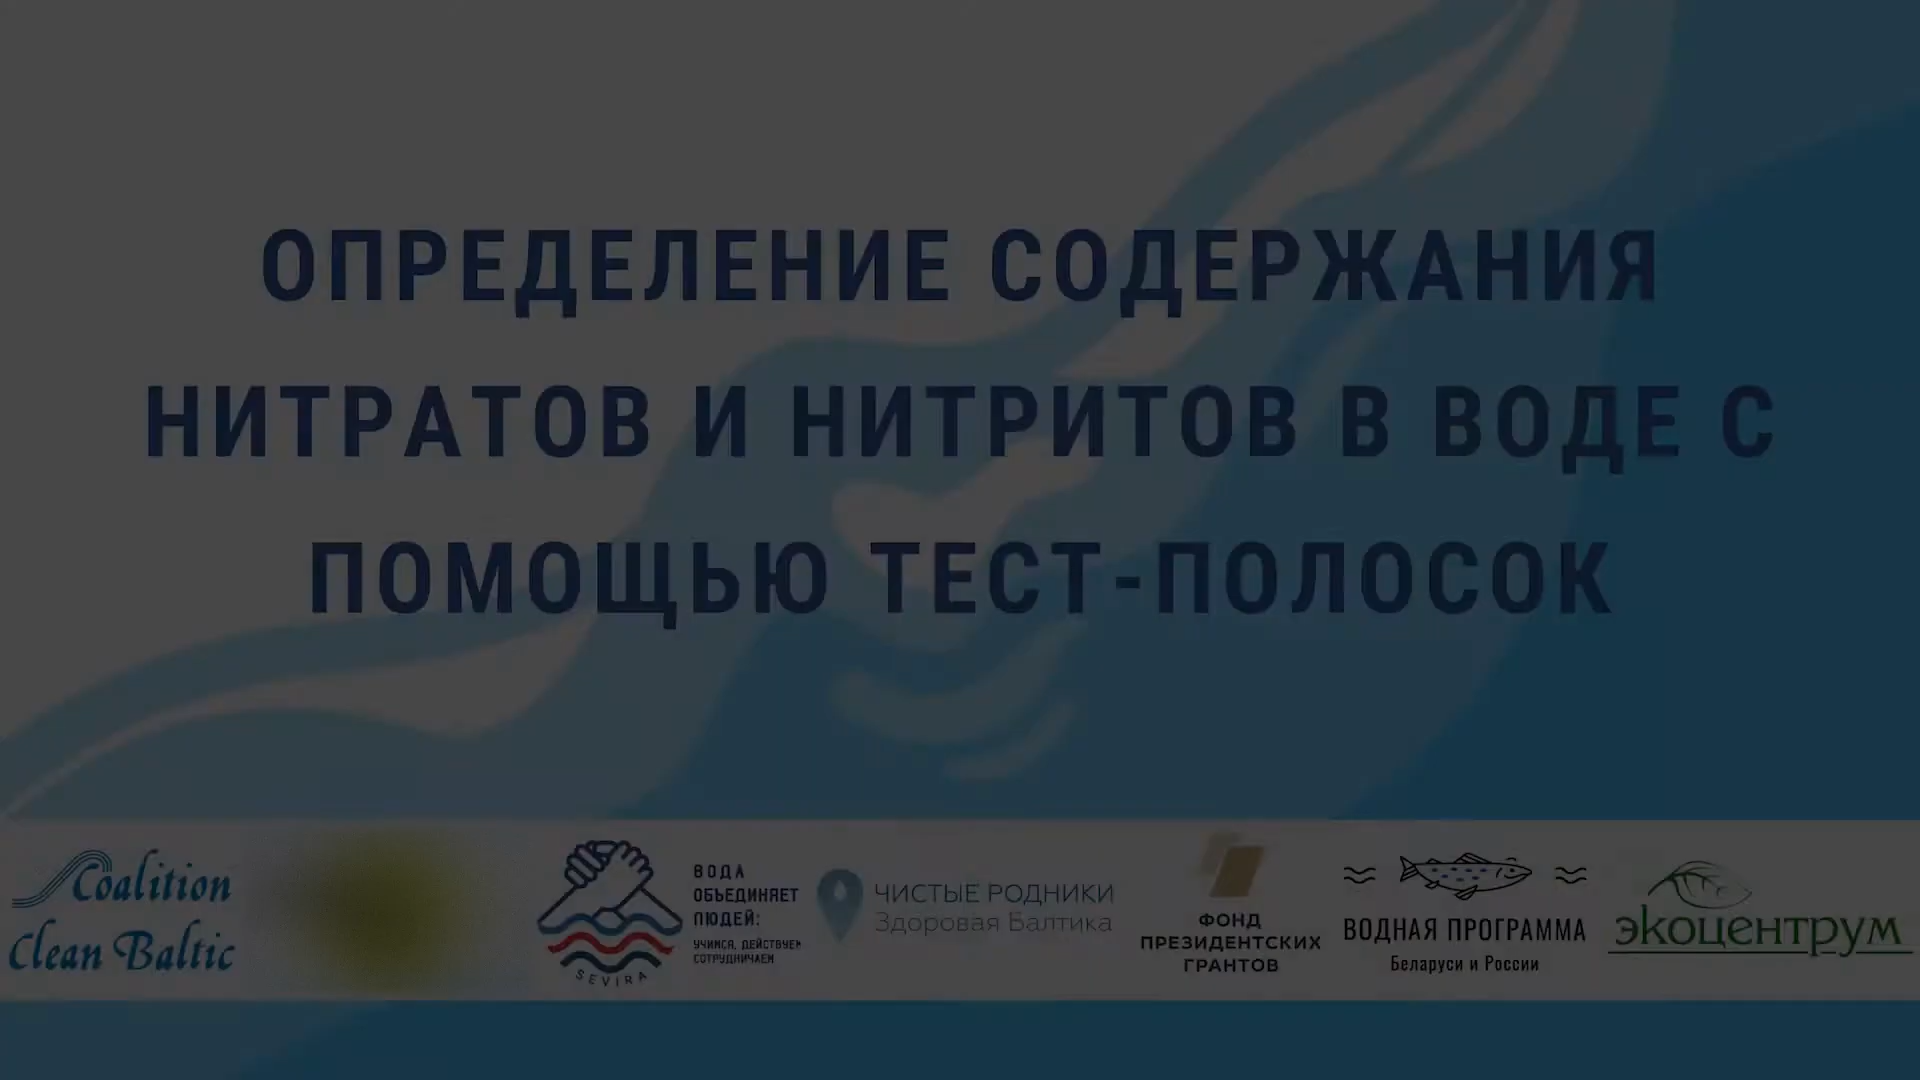 ОПРЕДЕЛЕНИЕ СОДЕРЖАНИЯ
НИТРАТОВ И НИТРИТОВ В ВОДЕ С
ПОМОЩЬЮ ТЕСТ-ПОЛОСОК
Coalition
Clean Baltic
ВОДА
ОБЪЕДИНЯЕТ
ЛЮДЕЙ:
УЧИМСЯ, ДЕЙСТВУЕМ
СОТРУДНИЧАЕМ
SEVIRA
ЧИСТЫЕ РОДНИКИ
Здоровая Балтика
ФОНД
ПРЕЗИДЕНТСКИХ
ГРАНТОВ
ВОДНАЯ ПРОГРАММА
Беларуси и России
экоцентрум